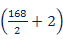 (168/2 + 2)